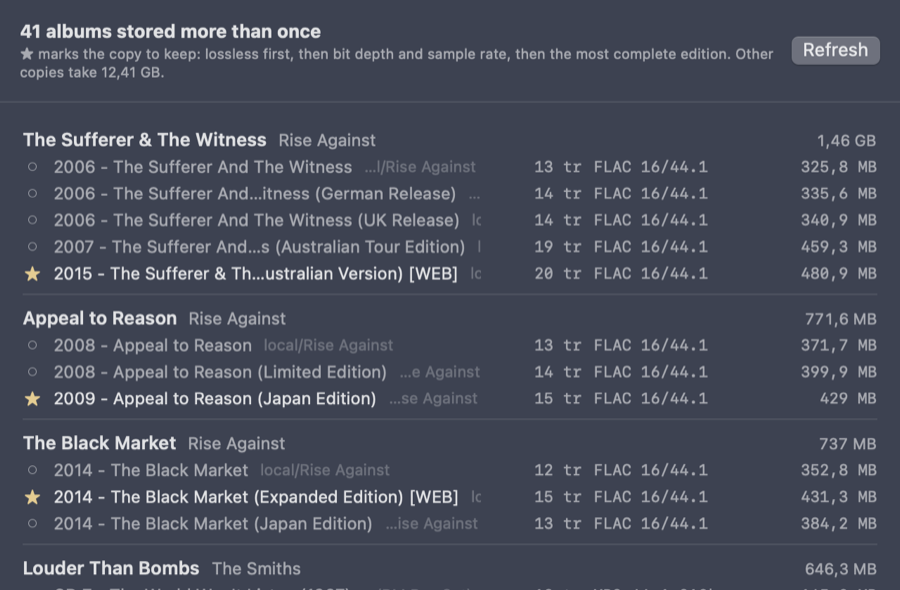 41 albums stored more than once
★ marks the copy to keep: lossless first, then bit depth and sample rate, then the most complete edition. Other
copies take 12,41 GB.
Refresh
The Sufferer & The Witness Rise Against 1,46 GB
2006 - The Sufferer And The Witness ...l/Rise Against 13 tr FLAC 16/44.1 325,8 MB
2006 - The Sufferer And...itness (German Release) ... 14 tr FLAC 16/44.1 335,6 MB
2006 - The Sufferer And The Witness (UK Release) 14 tr FLAC 16/44.1 340,9 MB
2007 - The Sufferer And...s (Australian Tour Edition) 19 tr FLAC 16/44.1 459,3 MB
★ 2015 - The Sufferer & Th...ustralian Version) [WEB] 20 tr FLAC 16/44.1 480,9 MB
Appeal to Reason Rise Against 771,6 MB
2008 - Appeal to Reason local/Rise Against 13 tr FLAC 16/44.1 371,7 MB
2008 - Appeal to Reason (Limited Edition) ...e Against 14 tr FLAC 16/44.1 399,9 MB
★ 2009 - Appeal to Reason (Japan Edition) ...se Against 15 tr FLAC 16/44.1 429 MB
The Black Market Rise Against 737 MB
2014 - The Black Market local/Rise Against 12 tr FLAC 16/44.1 352,8 MB
★ 2014 - The Black Market (Expanded Edition) [WEB] 15 tr FLAC 16/44.1 431,3 MB
2014 - The Black Market (Japan Edition) ...ise Against 13 tr FLAC 16/44.1 384,2 MB
Louder Than Bombs The Smiths 646,3 MB